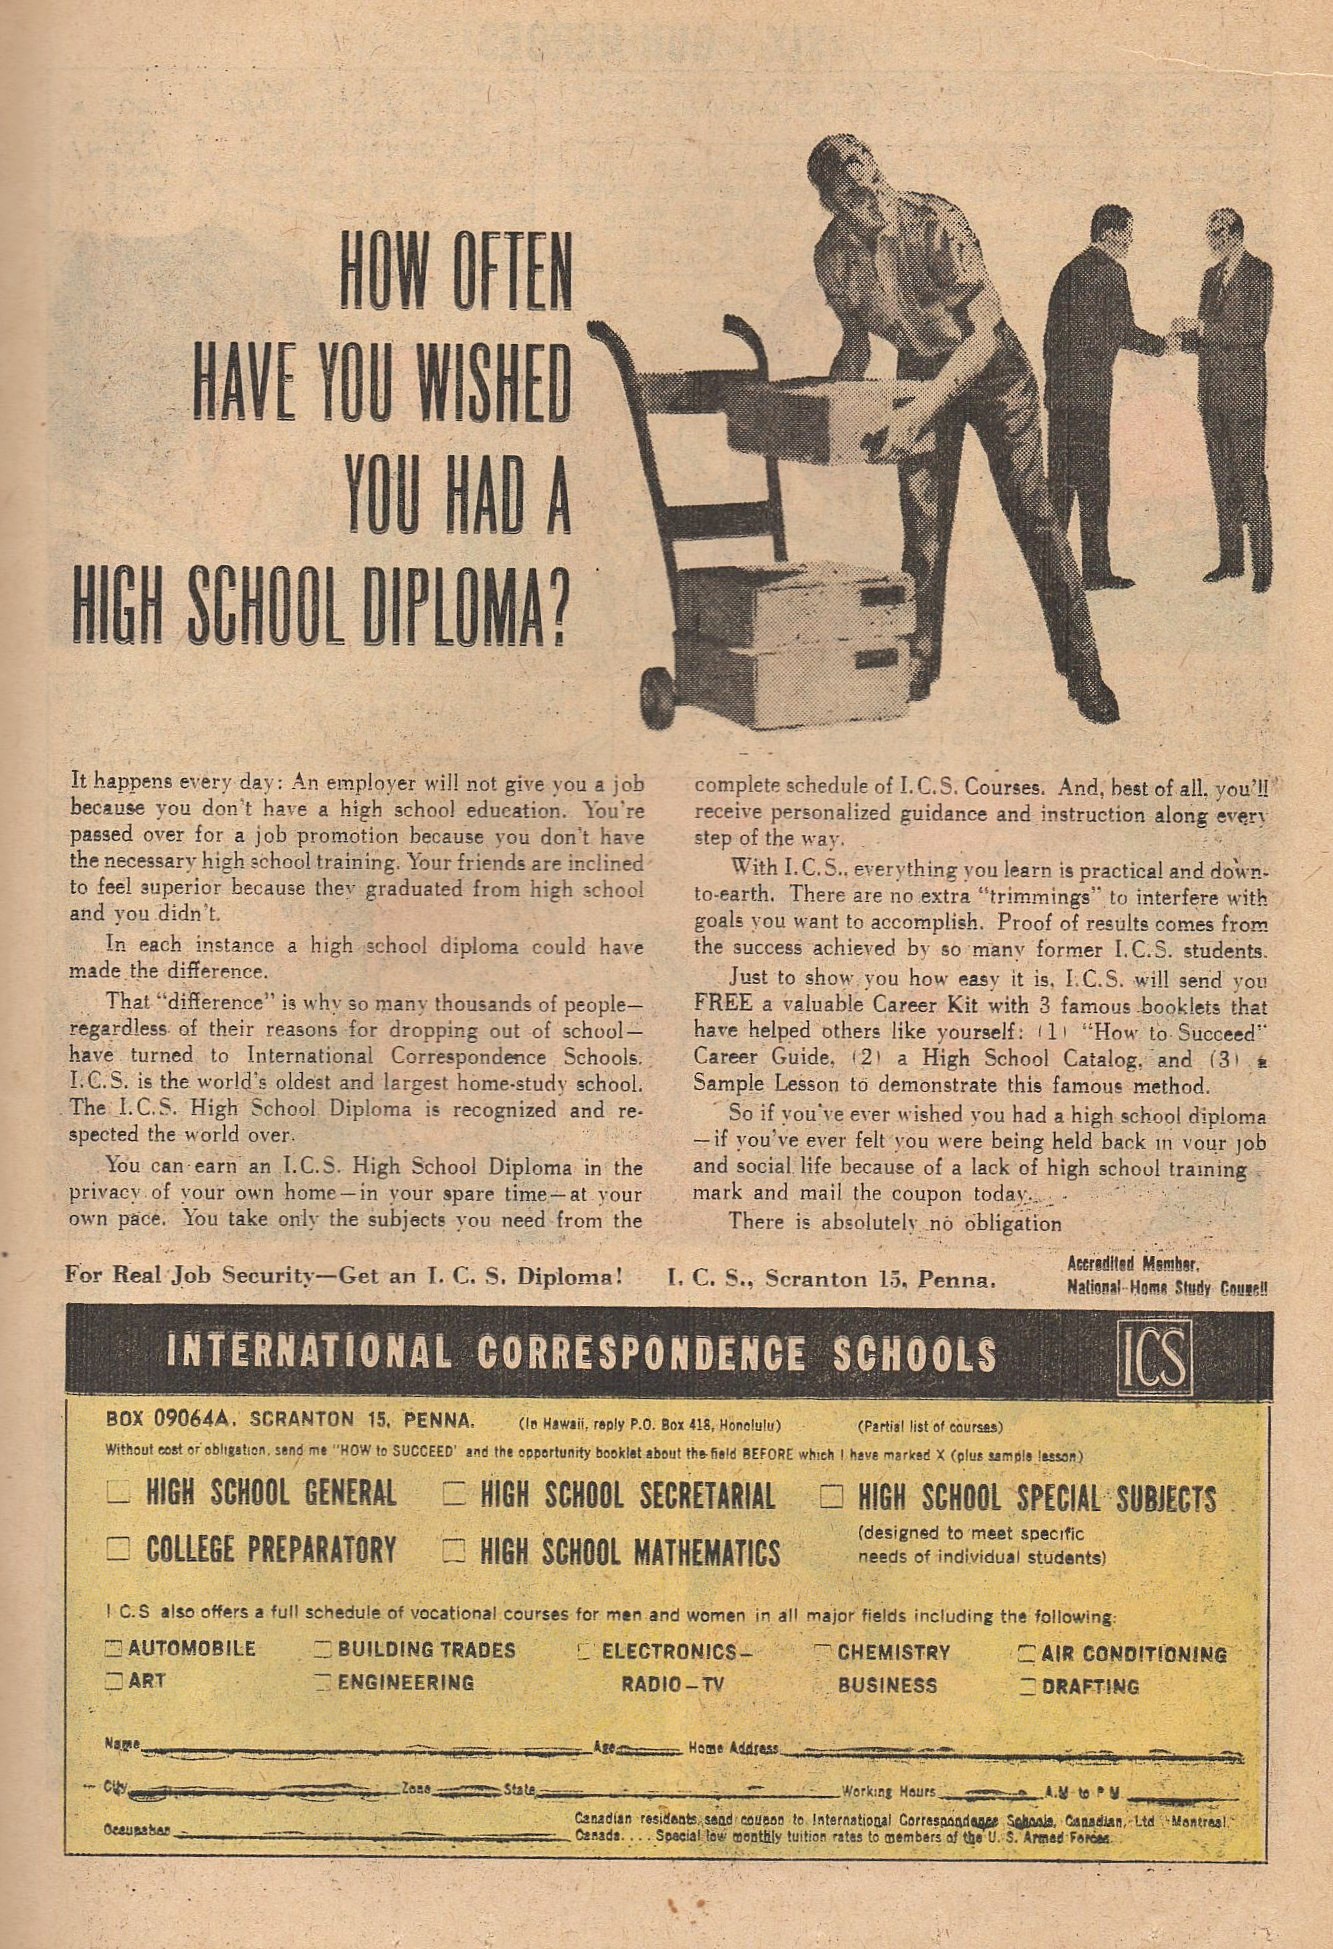 HOW OFTEN
HAVE YOU WISHED
YOU HAD A
HIGH SCHOOL DIPLOMA?
It happens every day: An employer will not give you a job
because you don't have a high school education. You're
passed over for a job promotion because you don't have
the necessary high school training. Your friends are inclined
to feel superior because they graduated from high school
and you didn't.
In each instance a high school diploma could have
made the difference.
That "difference" is why so many thousands of people—
regardless of their reasons for dropping out of school—
have turned to International Correspondence Schools.
I.C.S. is the world's oldest and largest home-study school.
The I.C.S. High School Diploma is recognized and re-
spected the world over.
You can earn an I.C.S. High School Diploma in the
privacy of your own home—in your spare time—at your
own pace. You take only the subjects you need from the
complete schedule of I.C.S. Courses. And, best of all, you'll
receive personalized guidance and instruction along every
step of the way.
With I.C.S., everything you learn is practical and down-
to-earth. There are no extra "trimmings" to interfere with
goals you want to accomplish. Proof of results comes from
the success achieved by so many former I.C.S. students.
Just to show you how easy it is, I.C.S. will send you
FREE a valuable Career Kit with 3 famous booklets that
have helped others like yourself: (1) "How to Succeed"
Career Guide, (2) a High School Catalog, and (3) a
Sample Lesson to demonstrate this famous method.
So if you've ever wished you had a high school diploma
—if you've ever felt you were being held back in your job
and social life because of a lack of high school training
mark and mail the coupon today.
There is absolutely no obligation
For Real Job Security—Get an I. C. S. Diploma! I. C. S., Scranton 15, Penna.
Accredited Member,
National Home Study Council
INTERNATIONAL CORRESPONDENCE SCHOOLS ICS
BOX 09064A, SCRANTON 15, PENNA. (In Hawaii, reply P.O. Box 418, Honolulu) (Partial list of courses)
Without cost or obligation, send me "HOW to SUCCEED" and the opportunity booklet about the field BEFORE which I have marked X (plus sample lesson)
HIGH SCHOOL GENERAL HIGH SCHOOL SECRETARIAL HIGH SCHOOL SPECIAL SUBJECTS
COLLEGE PREPARATORY HIGH SCHOOL MATHEMATICS
(designed to meet specific
needs of individual students)
I C.S also offers a full schedule of vocational courses for men and women in all major fields including the following:
AUTOMOBILE BUILDING TRADES ELECTRONICS— CHEMISTRY AIR CONDITIONING
ART ENGINEERING RADIO—TV BUSINESS DRAFTING
Name Age Home Address
City Zone State Working Hours A.M to P M
Occupation
Canadian residents, send coupon to International Correspondence Schools, Canadian, Ltd Montreal,
Canada.... Special low monthly tuition rates to members of the U. S. Armed Forces.